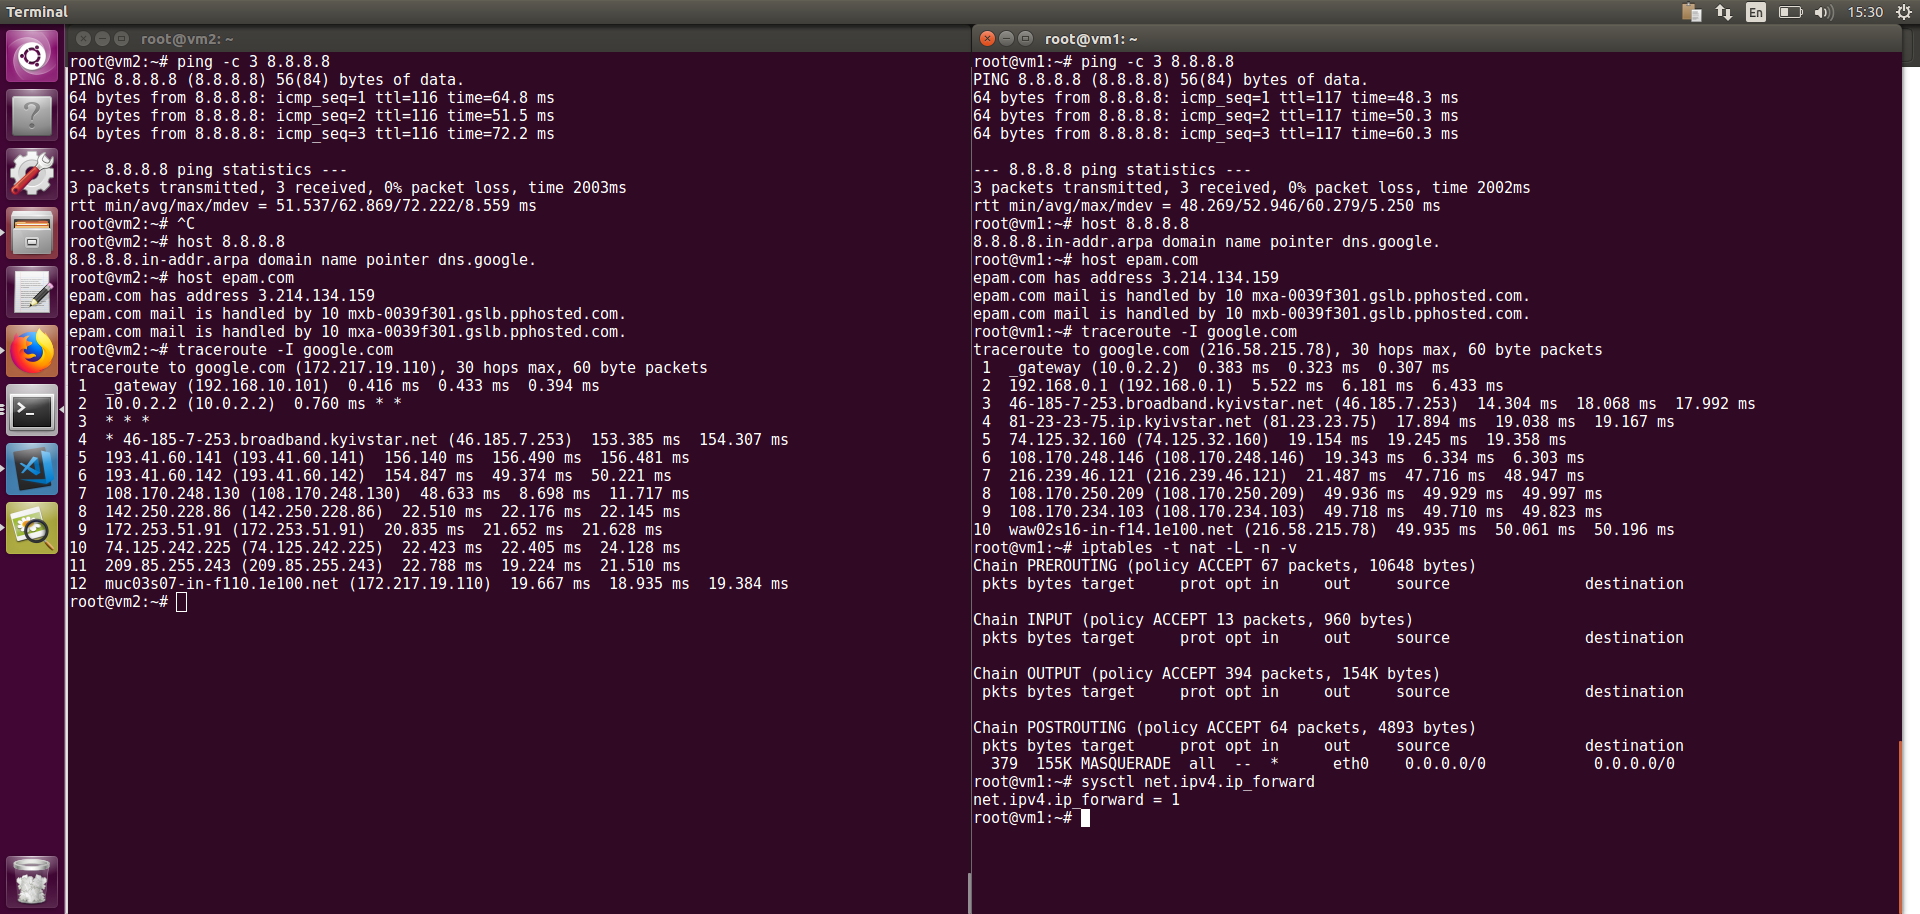 Terminal
En
15:30
root@vm2: ~
root@vm2:~# ping -c 3 8.8.8.8
PING 8.8.8.8 (8.8.8.8) 56(84) bytes of data.
64 bytes from 8.8.8.8: icmp_seq=1 ttl=116 time=64.8 ms
64 bytes from 8.8.8.8: icmp_seq=2 ttl=116 time=51.5 ms
64 bytes from 8.8.8.8: icmp_seq=3 ttl=116 time=72.2 ms
--- 8.8.8.8 ping statistics ---
3 packets transmitted, 3 received, 0% packet loss, time 2003ms
rtt min/avg/max/mdev = 51.537/62.869/72.222/8.559 ms
root@vm2:~# ^C
root@vm2:~# host 8.8.8.8
8.8.8.8.in-addr.arpa domain name pointer dns.google.
root@vm2:~# host epam.com
epam.com has address 3.214.134.159
epam.com mail is handled by 10 mxb-0039f301.gslb.pphosted.com.
epam.com mail is handled by 10 mxa-0039f301.gslb.pphosted.com.
root@vm2:~# traceroute -I google.com
traceroute to google.com (172.217.19.110), 30 hops max, 60 byte packets
1  _gateway (192.168.10.101)  0.416 ms  0.433 ms  0.394 ms
2  10.0.2.2 (10.0.2.2)  0.760 ms * *
3  * * *
4  * 46-185-7-253.broadband.kyivstar.net (46.185.7.253)  153.385 ms  154.307 ms
5  193.41.60.141 (193.41.60.141)  156.140 ms  156.490 ms  156.481 ms
6  193.41.60.142 (193.41.60.142)  154.847 ms  49.374 ms  50.221 ms
7  108.170.248.130 (108.170.248.130)  48.633 ms  8.698 ms  11.717 ms
8  142.250.228.86 (142.250.228.86)  22.510 ms  22.176 ms  22.145 ms
9  172.253.51.91 (172.253.51.91)  20.835 ms  21.652 ms  21.628 ms
10  74.125.242.225 (74.125.242.225)  22.423 ms  22.405 ms  24.128 ms
11  209.85.255.243 (209.85.255.243)  22.788 ms  19.224 ms  21.510 ms
12  muc03s07-in-f110.1e100.net (172.217.19.110)  19.667 ms  18.935 ms  19.384 ms
root@vm2:~#
root@vm1: ~
root@vm1:~# ping -c 3 8.8.8.8
PING 8.8.8.8 (8.8.8.8) 56(84) bytes of data.
64 bytes from 8.8.8.8: icmp_seq=1 ttl=117 time=48.3 ms
64 bytes from 8.8.8.8: icmp_seq=2 ttl=117 time=50.3 ms
64 bytes from 8.8.8.8: icmp_seq=3 ttl=117 time=60.3 ms
--- 8.8.8.8 ping statistics ---
3 packets transmitted, 3 received, 0% packet loss, time 2002ms
rtt min/avg/max/mdev = 48.269/52.946/60.279/5.250 ms
root@vm1:~# host 8.8.8.8
8.8.8.8.in-addr.arpa domain name pointer dns.google.
root@vm1:~# host epam.com
epam.com has address 3.214.134.159
epam.com mail is handled by 10 mxa-0039f301.gslb.pphosted.com.
epam.com mail is handled by 10 mxb-0039f301.gslb.pphosted.com.
root@vm1:~# traceroute -I google.com
traceroute to google.com (216.58.215.78), 30 hops max, 60 byte packets
1  _gateway (10.0.2.2)  0.383 ms  0.323 ms  0.307 ms
2  192.168.0.1 (192.168.0.1)  5.522 ms  6.181 ms  6.433 ms
3  46-185-7-253.broadband.kyivstar.net (46.185.7.253)  14.304 ms  18.068 ms  17.992 ms
4  81-23-23-75.ip.kyivstar.net (81.23.23.75)  17.894 ms  19.038 ms  19.167 ms
5  74.125.32.160 (74.125.32.160)  19.154 ms  19.245 ms  19.358 ms
6  108.170.248.146 (108.170.248.146)  19.343 ms  6.334 ms  6.303 ms
7  216.239.46.121 (216.239.46.121)  21.487 ms  47.716 ms  48.947 ms
8  108.170.250.209 (108.170.250.209)  49.936 ms  49.929 ms  49.997 ms
9  108.170.234.103 (108.170.234.103)  49.718 ms  49.710 ms  49.823 ms
10  waw02s16-in-f14.1e100.net (216.58.215.78)  49.935 ms  50.061 ms  50.196 ms
root@vm1:~# iptables -t nat -L -n -v
Chain PREROUTING (policy ACCEPT 67 packets, 10648 bytes)
pkts bytes target     prot opt in     out     source               destination
Chain INPUT (policy ACCEPT 13 packets, 960 bytes)
pkts bytes target     prot opt in     out     source               destination
Chain OUTPUT (policy ACCEPT 394 packets, 154K bytes)
pkts bytes target     prot opt in     out     source               destination
Chain POSTROUTING (policy ACCEPT 64 packets, 4893 bytes)
pkts bytes target     prot opt in     out     source               destination
379  155K MASQUERADE  all  --  *      eth0    0.0.0.0/0            0.0.0.0/0
root@vm1:~# sysctl net.ipv4.ip_forward
net.ipv4.ip_forward = 1
root@vm1:~#